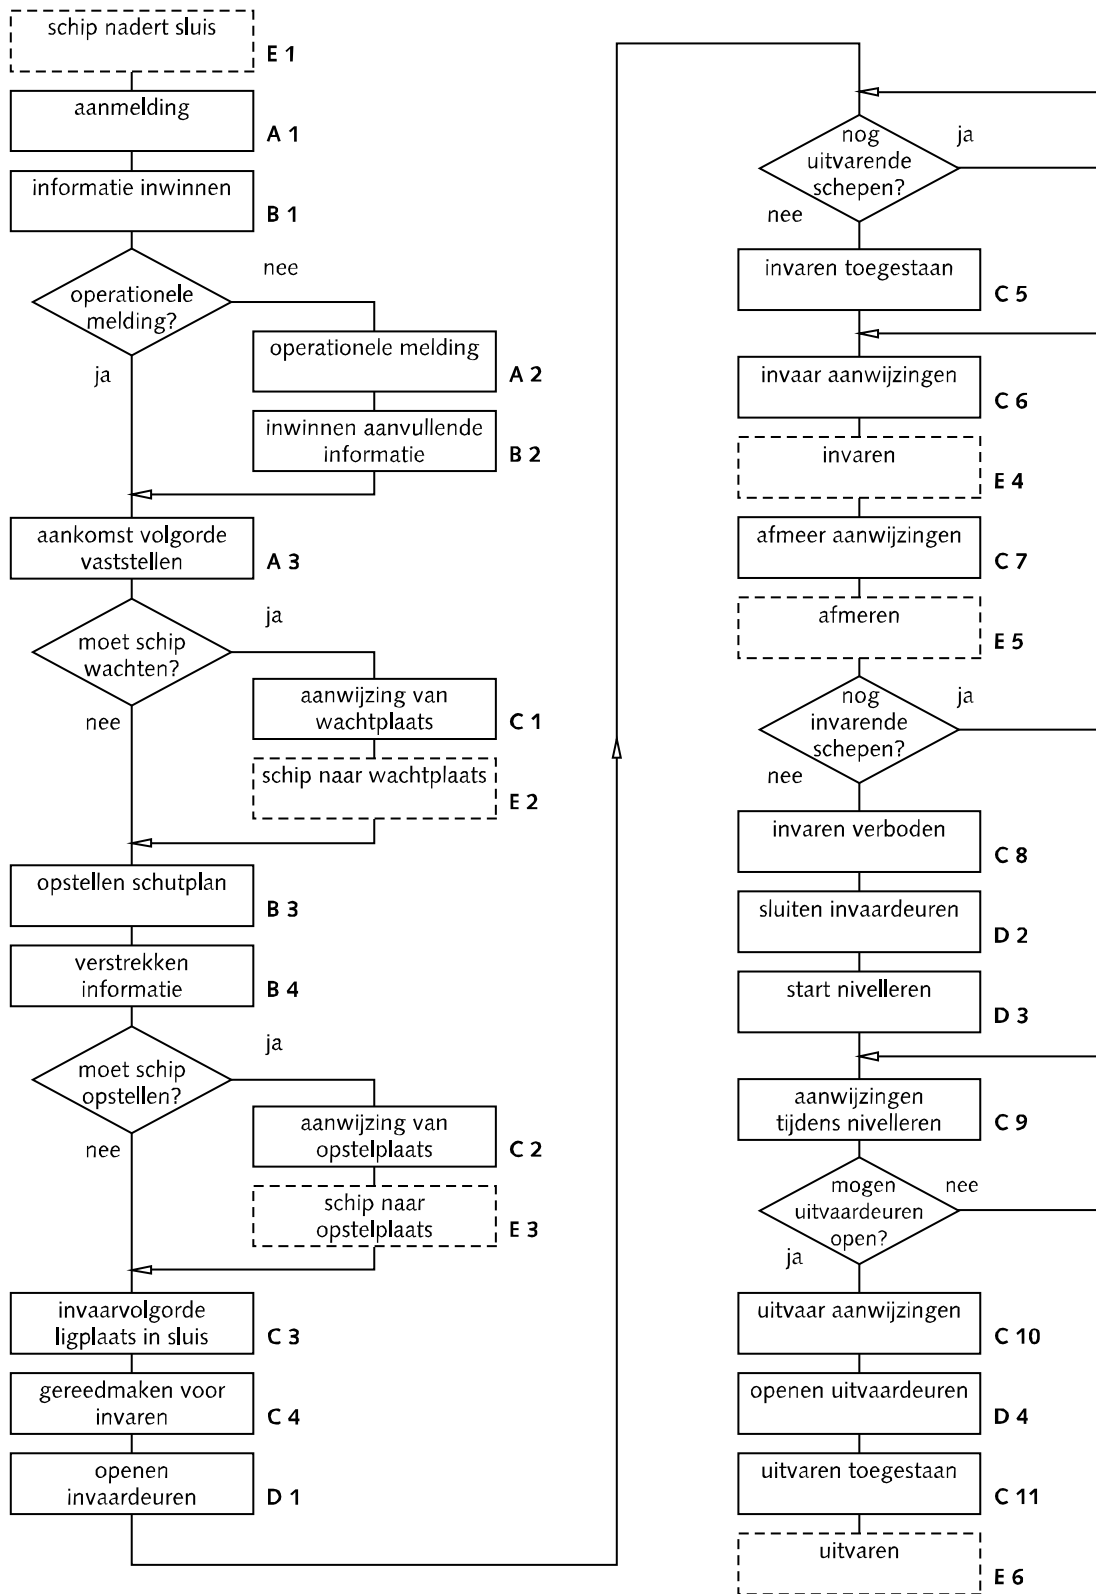 schip nadert sluis
E 1
aanmelding
A 1
informatie inwinnen
B 1
nee
operationele
melding?
ja
operationele melding
A 2
inwinnen aanvullende
informatie
B 2
aankomst volgorde
vaststellen
A 3
ja
moet schip
wachten?
nee
aanwijzing van
wachtplaats
C 1
schip naar wachtplaats
E 2
opstellen schutplan
B 3
verstrekken
informatie
B 4
ja
moet schip
opstellen?
nee
aanwijzing van
opstelplaats
C 2
schip naar
opstelplaats
E 3
invaarvolgorde
ligplaats in sluis
C 3
gereedmaken voor
invaren
C 4
openen
invaardeuren
D 1
nog
uitvarende
schepen?
ja
nee
invaren toegestaan
C 5
invaar aanwijzingen
C 6
invaren
E 4
afmeer aanwijzingen
C 7
afmeren
E 5
nog
invarende
schepen?
ja
nee
invaren verboden
C 8
sluiten invaardeuren
D 2
start nivelleren
D 3
aanwijzingen
tijdens nivelleren
C 9
mogen
uitvaardeuren
open?
nee
ja
uitvaar aanwijzingen
C 10
openen uitvaardeuren
D 4
uitvaren toegestaan
C 11
uitvaren
E 6